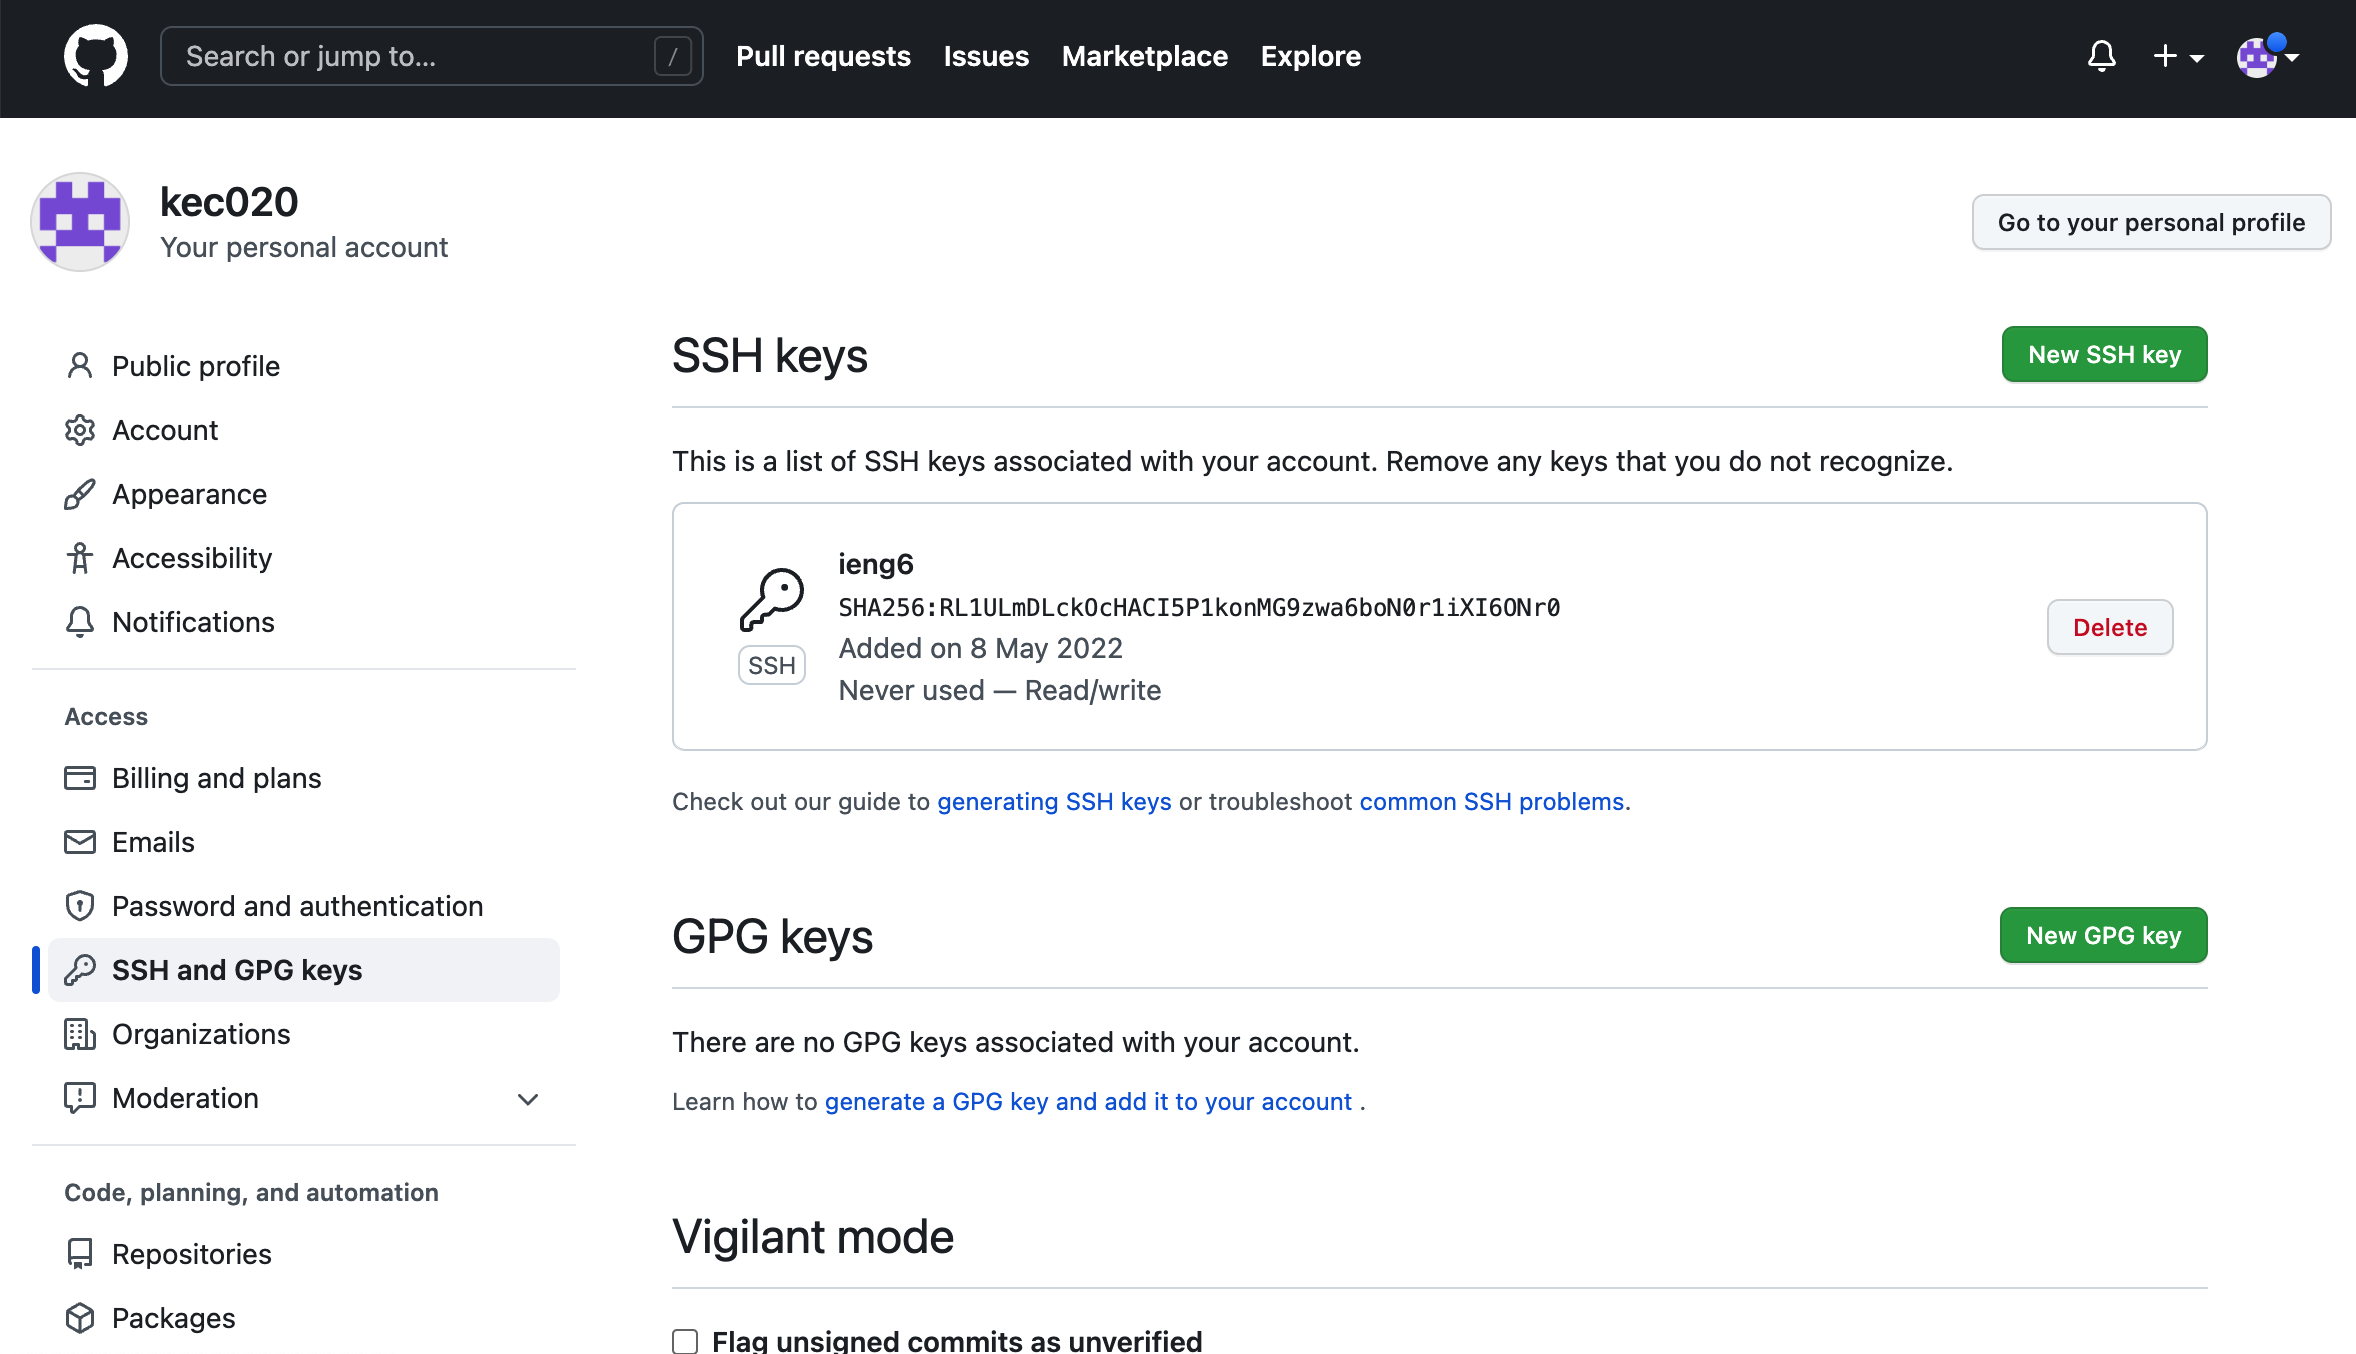 Search or jump to...
/
Pull requests
Issues
Marketplace
Explore
kec020
Your personal account
Go to your personal profile
Public profile
Account
Appearance
Accessibility
Notifications
Access
Billing and plans
Emails
Password and authentication
SSH and GPG keys
Organizations
Moderation
Code, planning, and automation
Repositories
Packages
SSH keys
New SSH key
This is a list of SSH keys associated with your account. Remove any keys that you do not recognize.
ieng6
SHA256:RL1ULmDLckOcHACI5P1konMG9zwa6boN0r1iXI6ONr0
Added on 8 May 2022
Never used — Read/write
SSH
Delete
Check out our guide to generating SSH keys or troubleshoot common SSH problems.
GPG keys
New GPG key
There are no GPG keys associated with your account.
Learn how to generate a GPG key and add it to your account .
Vigilant mode
Flag unsigned commits as unverified